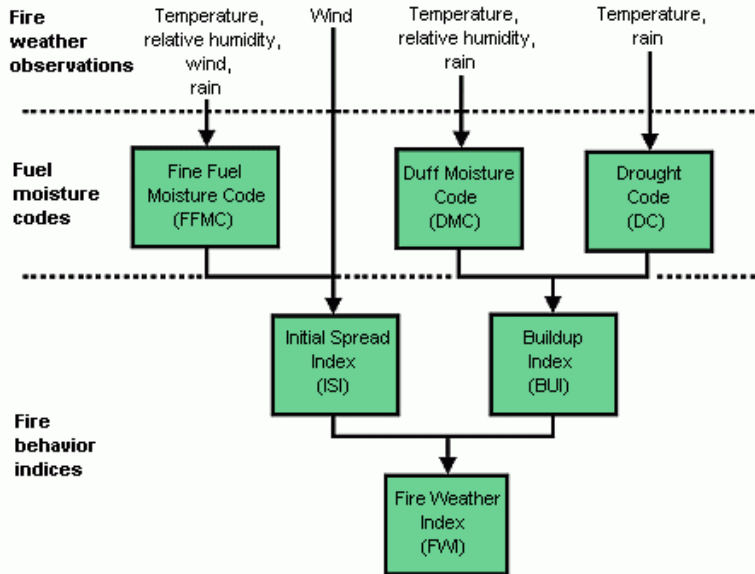 Fire
weather
observations
Temperature,
relative humidity,
wind,
rain
Wind
Temperature,
relative humidity,
rain
Temperature,
rain
Fuel
moisture
codes
Fine Fuel
Moisture Code
(FFMC)
Duff Moisture
Code
(DMC)
Drought
Code
(DC)
Fire
behavior
indices
Initial Spread
Index
(ISI)
Buildup
Index
(BUI)
Fire Weather
Index
(FWI)